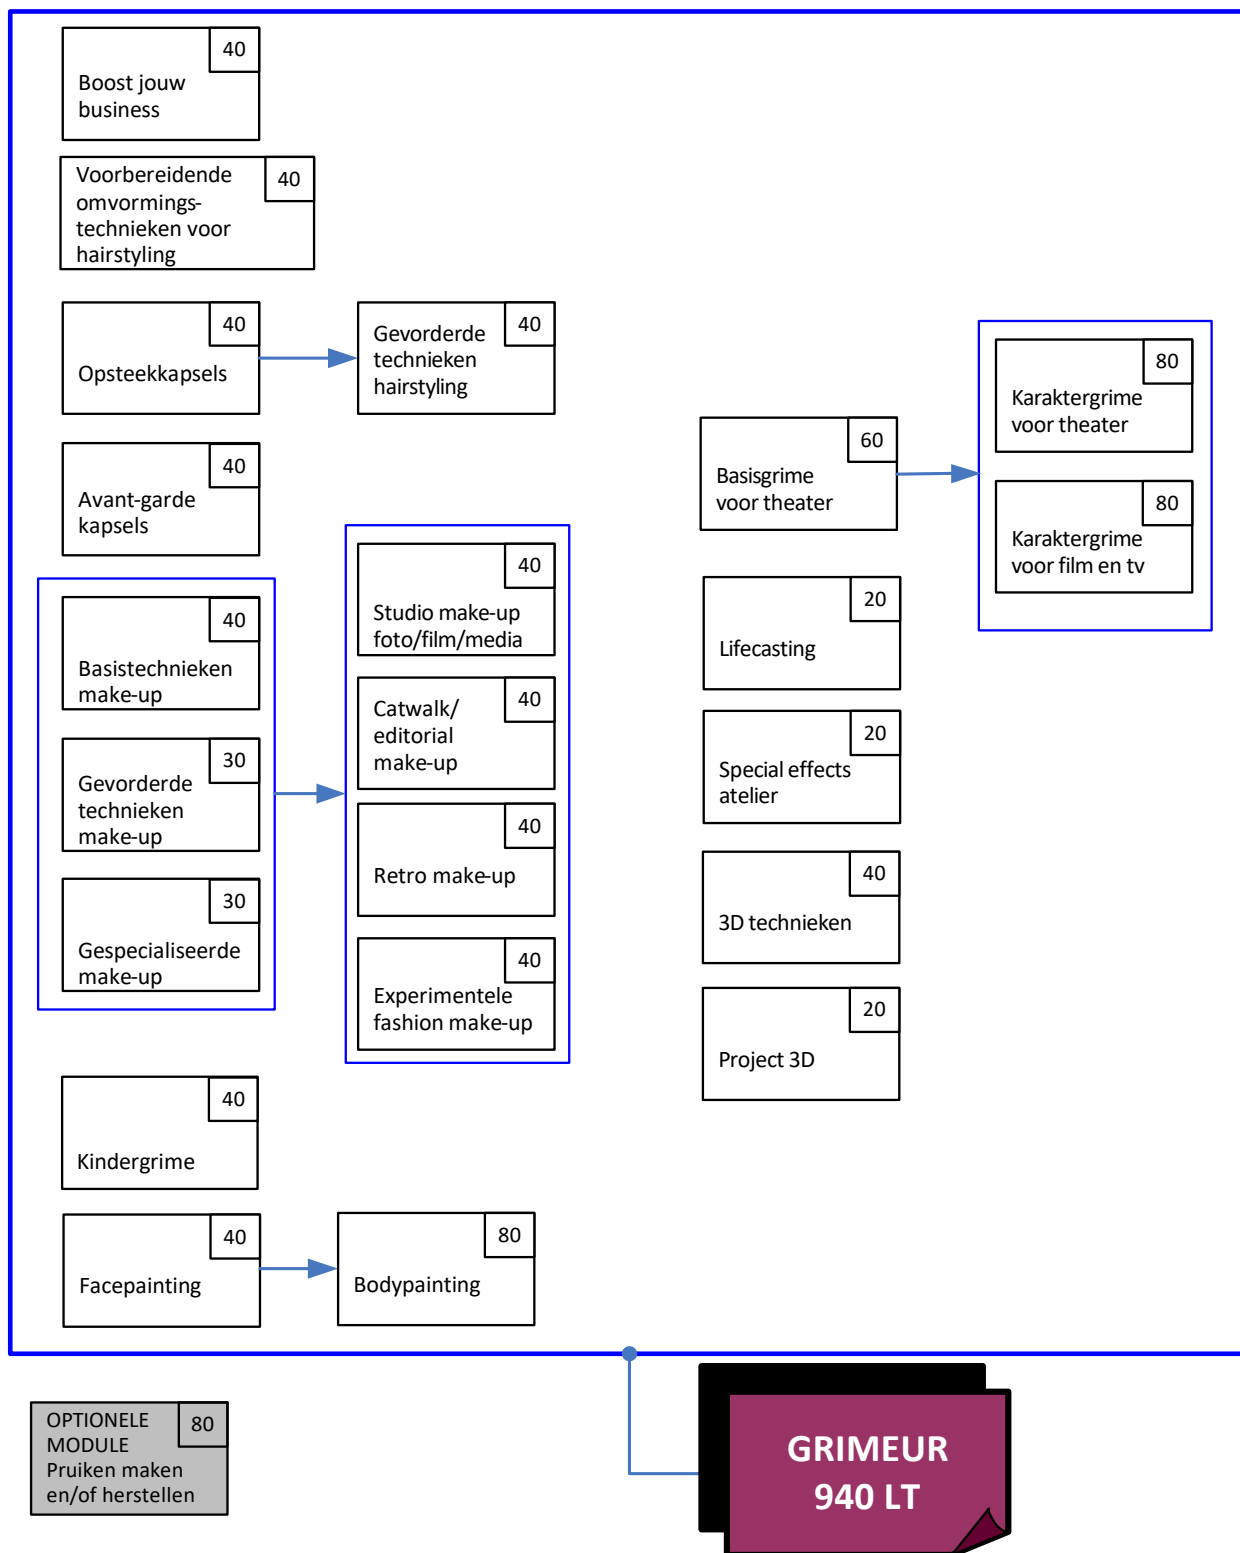 40
Boost jouw
business
40
Voorbereidende
omvormings-
technieken voor
hairstyling
40
Opsteekkapsels
40
Gevorderde
technieken
hairstyling
40
Avant-garde
kapsels
40
Basistechnieken
make-up
30
Gevorderde
technieken
make-up
30
Gespecialiseerde
make-up
40
Studio make-up
foto/film/media
40
Catwalk/
editorial
make-up
40
Retro make-up
40
Experimentele
fashion make-up
40
Kindergrime
40
Facepainting
80
Bodypainting
60
Basisgrime
voor theater
80
Karaktergrime
voor theater
80
Karaktergrime
voor film en tv
20
Lifecasting
20
Special effects
atelier
40
3D technieken
20
Project 3D
OPTIONELE
80
MODULE
Pruiken maken
en/of herstellen
GRIMEUR
940 LT